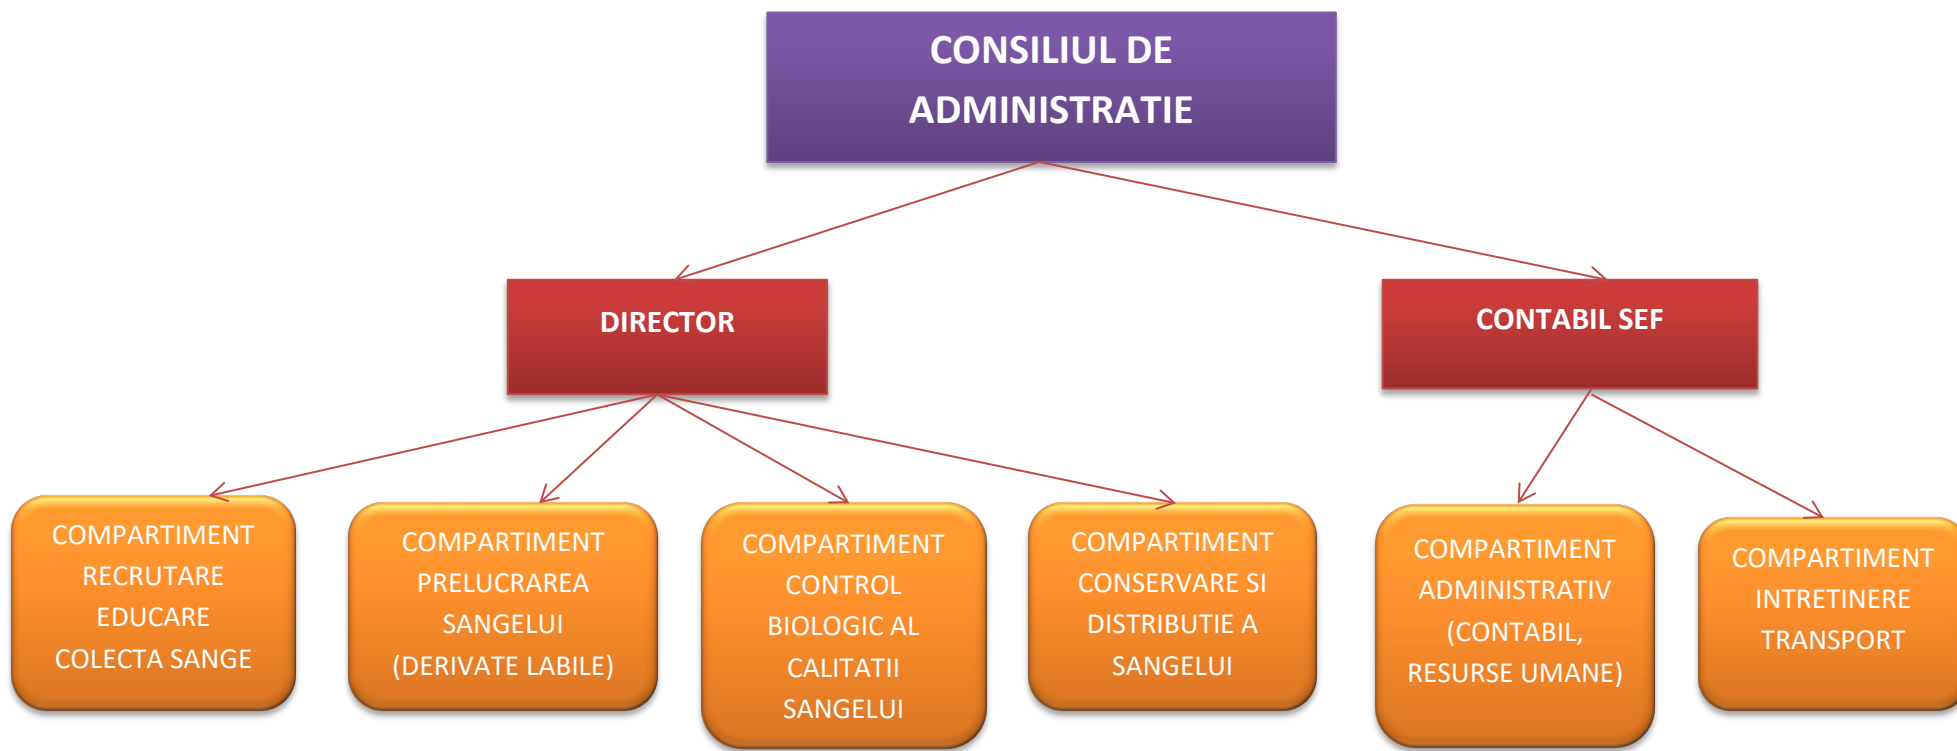 CONSILIUL DE
ADMINISTRATIE
DIRECTOR
CONTABIL SEF
COMPARTIMENT
RECRUTARE
EDUCARE
COLECTA SANGE
COMPARTIMENT
PRELUCRAREA
SANGELUI
(DERIVATE LABILE)
COMPARTIMENT
CONTROL
BIOLOGIC AL
CALITATII
SANGELUI
COMPARTIMENT
CONSERVARE SI
DISTRIBUTIE A
SANGELUI
COMPARTIMENT
ADMINISTRATIV
(CONTABIL,
RESURSE UMANE)
COMPARTIMENT
INTRETINERE
TRANSPORT